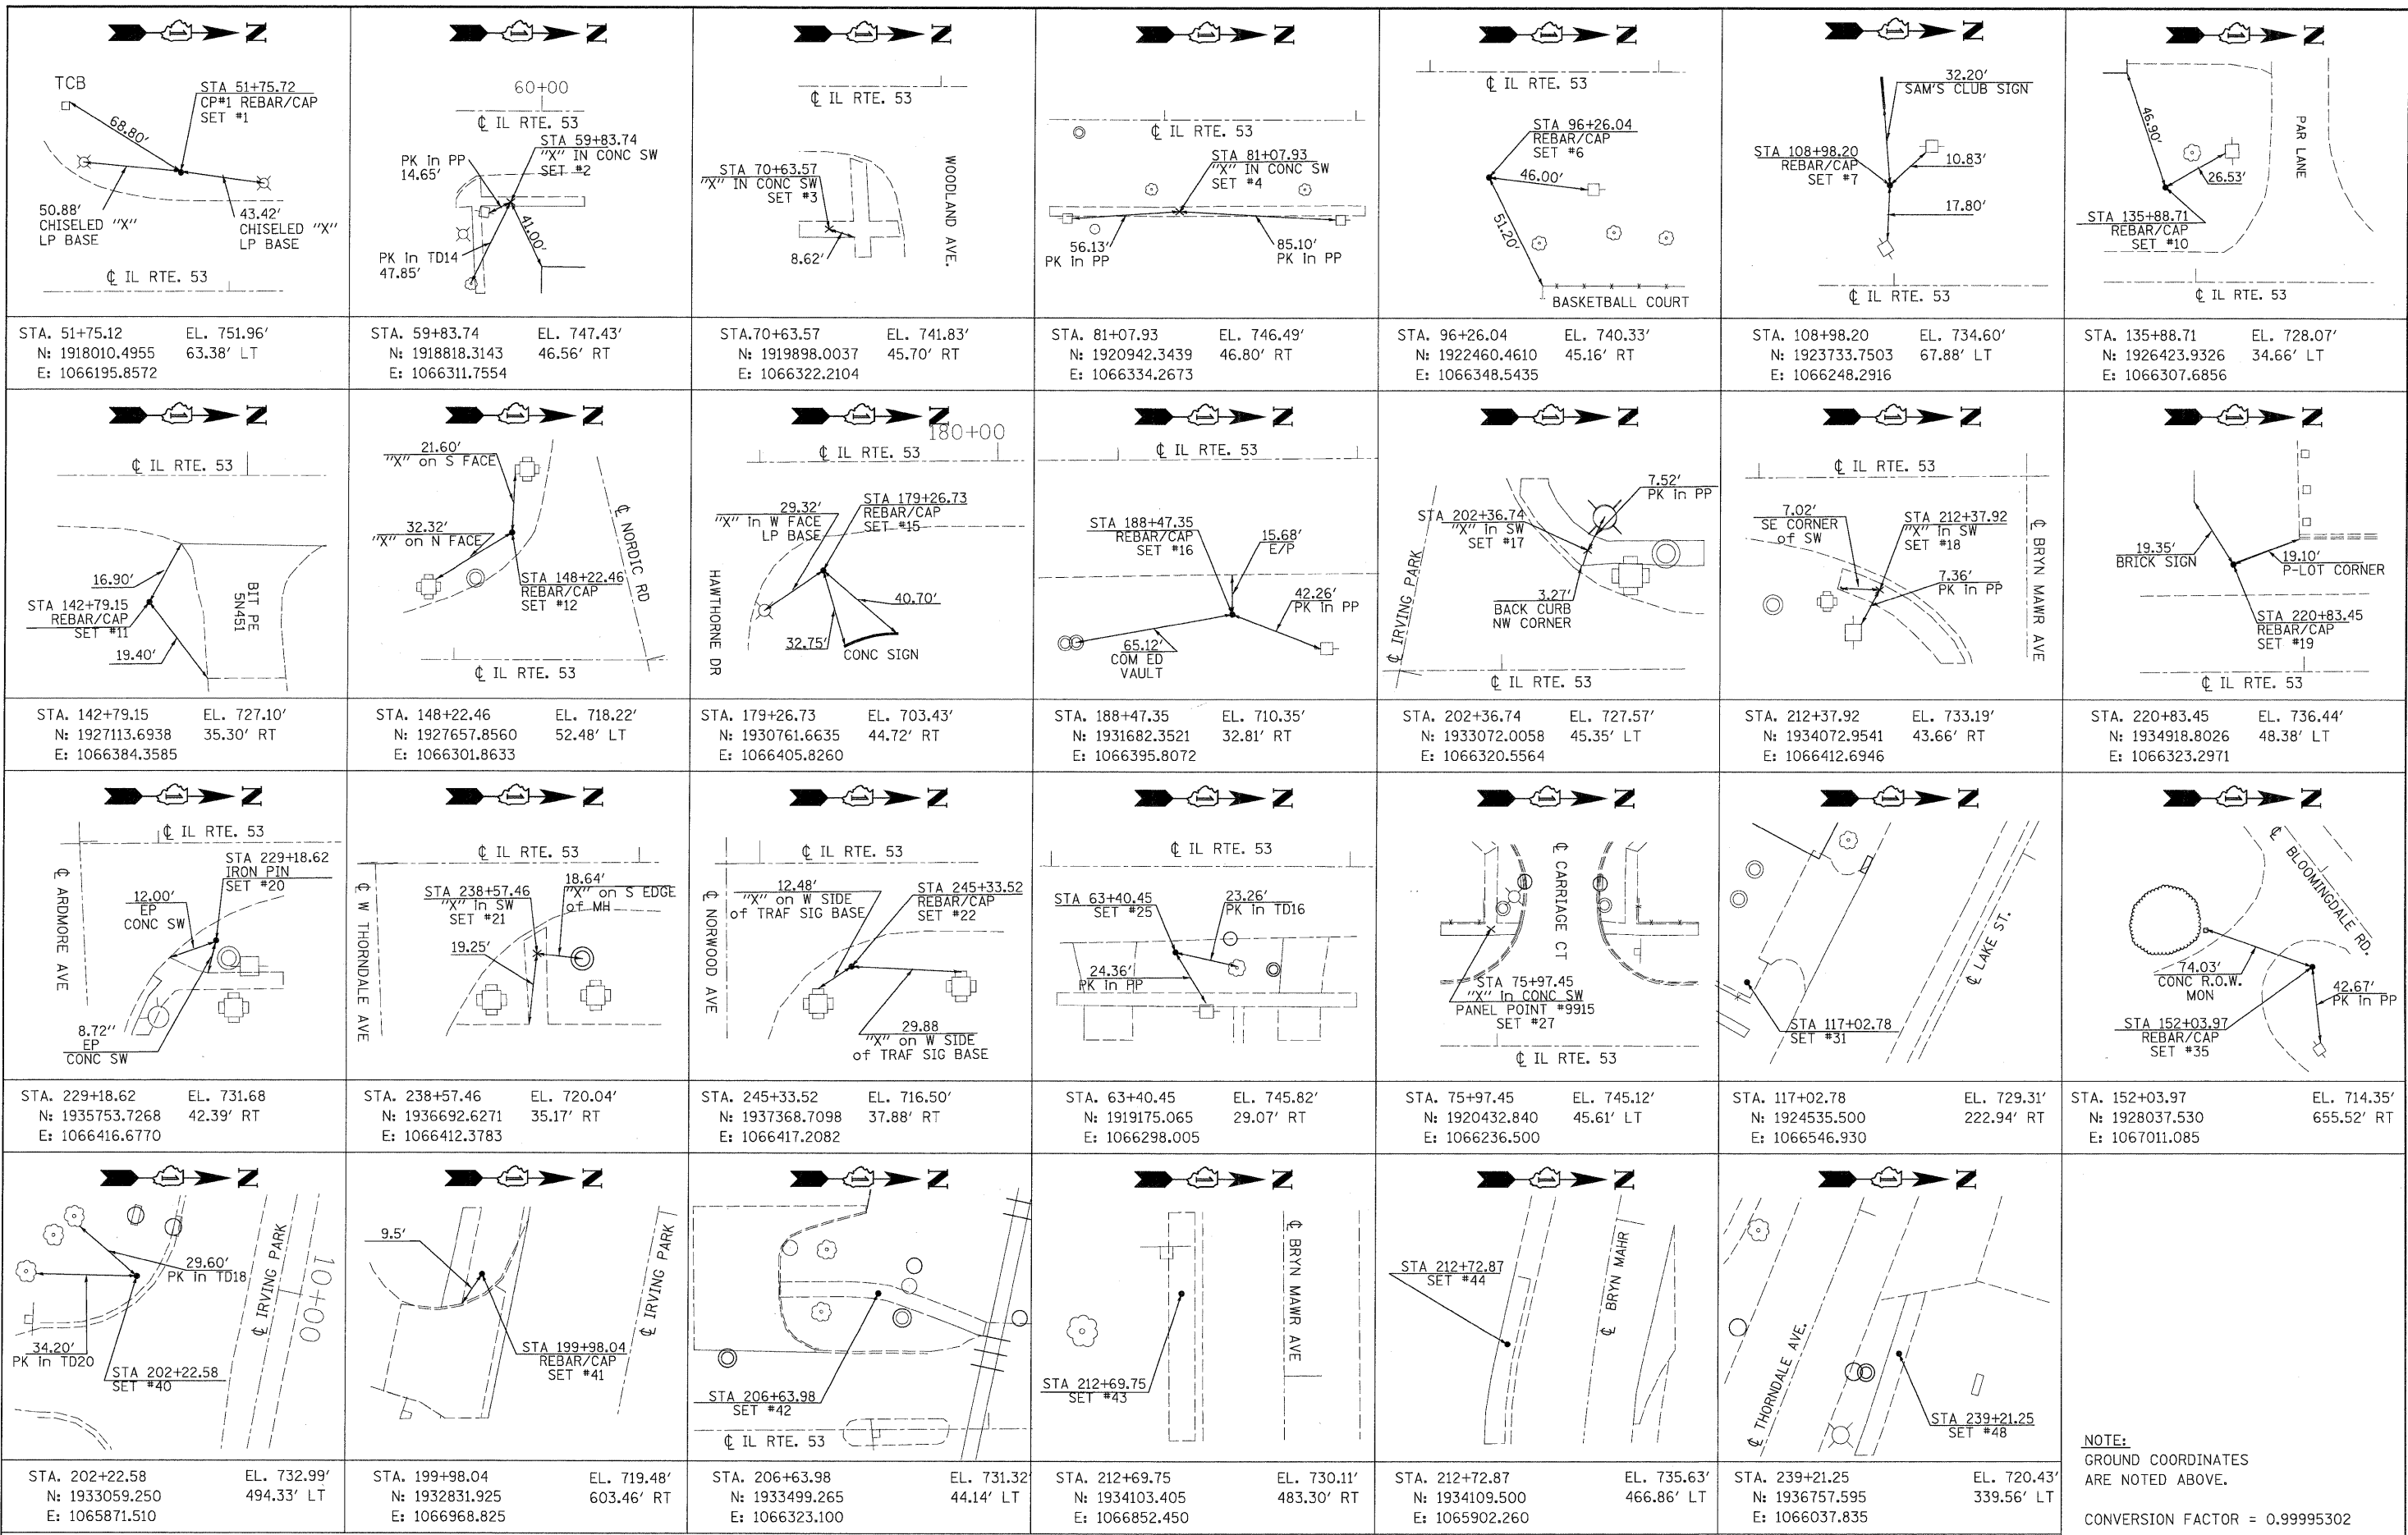 N
TCB
STA 51+75.72
CP#1 REBAR/CAP
SET #1
68.80'
50.88'
CHISELED "X"
LP BASE
43.42'
CHISELED "X"
LP BASE
℄ IL RTE. 53
STA. 51+75.12 EL. 751.96'
N: 1918010.4955 63.38' LT
E: 1066195.8572
N
60+00
℄ IL RTE. 53
STA 59+83.74
"X" IN CONC SW
SET #2
PK in PP
14.65'
41.00'
PK in TD14
47.85'
STA. 59+83.74 EL. 747.43'
N: 1918818.3143 46.56' RT
E: 1066311.7554
N
℄ IL RTE. 53
STA 70+63.57
"X" IN CONC SW
SET #3
8.62'
WOODLAND AVE.
STA.70+63.57 EL. 741.83'
N: 1919898.0037 45.70' RT
E: 1066322.2104
N
℄ IL RTE. 53
STA 81+07.93
"X" IN CONC SW
SET #4
56.13'
PK in PP
85.10'
PK in PP
STA. 81+07.93 EL. 746.49'
N: 1920942.3439 46.80' RT
E: 1066334.2673
N
℄ IL RTE. 53
STA 96+26.04
REBAR/CAP
SET #6
46.00'
51.20'
BASKETBALL COURT
STA. 96+26.04 EL. 740.33'
N: 1922460.4610 45.16' RT
E: 1066348.5435
N
32.20'
SAM'S CLUB SIGN
STA 108+98.20
REBAR/CAP
SET #7
10.83'
17.80'
℄ IL RTE. 53
STA. 108+98.20 EL. 734.60'
N: 1923733.7503 67.88' LT
E: 1066248.2916
N
46.90'
PAR LANE
26.53'
STA 135+88.71
REBAR/CAP
SET #10
℄ IL RTE. 53
STA. 135+88.71 EL. 728.07'
N: 1926423.9326 34.66' LT
E: 1066307.6856
N
℄ IL RTE. 53
16.90'
STA 142+79.15
REBAR/CAP
SET #11
19.40'
BIT PE
5N451
STA. 142+79.15 EL. 727.10'
N: 1927113.6938 35.30' RT
E: 1066384.3585
N
21.60'
"X" on S FACE
32.32'
"X" on N FACE
STA 148+22.46
REBAR/CAP
SET #12
℄ NORDIC RD
℄ IL RTE. 53
STA. 148+22.46 EL. 718.22'
N: 1927657.8560 52.48' LT
E: 1066301.8633
N
180+00
℄ IL RTE. 53
29.32'
"X" in W FACE
LP BASE
STA 179+26.73
REBAR/CAP
SET #15
HAWTHORNE DR
40.70'
32.75'
CONC SIGN
STA. 179+26.73 EL. 703.43'
N: 1930761.6635 44.72' RT
E: 1066405.8260
N
℄ IL RTE. 53
STA 188+47.35
REBAR/CAP
SET #16
15.68'
E/P
42.26'
PK in PP
65.12'
COM ED
VAULT
STA. 188+47.35 EL. 710.35'
N: 1931682.3521 32.81' RT
E: 1066395.8072
N
7.52'
PK in PP
STA 202+36.74
"X" in SW
SET #17
3.27'
BACK CURB
NW CORNER
℄ IRVING PARK
℄ IL RTE. 53
STA. 202+36.74 EL. 727.57'
N: 1933072.0058 45.35' LT
E: 1066320.5564
N
℄ IL RTE. 53
7.02'
SE CORNER
of SW
STA 212+37.92
"X" in SW
SET #18
7.36'
PK in PP
℄ BRYN MAWR AVE
STA. 212+37.92 EL. 733.19'
N: 1934072.9541 43.66' RT
E: 1066412.6946
N
19.35'
BRICK SIGN
19.10'
P-LOT CORNER
STA 220+83.45
REBAR/CAP
SET #19
℄ IL RTE. 53
STA. 220+83.45 EL. 736.44'
N: 1934918.8026 48.38' LT
E: 1066323.2971
N
℄ IL RTE. 53
STA 229+18.62
IRON PIN
SET #20
℄ ARDMORE AVE
12.00'
EP
CONC SW
8.72''
EP
CONC SW
STA. 229+18.62 EL. 731.68
N: 1935753.7268 42.39' RT
E: 1066416.6770
N
℄ IL RTE. 53
℄ W THORNDALE AVE
STA 238+57.46
"X" in SW
SET #21
18.64'
"X" on S EDGE
of MH
19.25'
STA. 238+57.46 EL. 720.04'
N: 1936692.6271 35.17' RT
E: 1066412.3783
N
℄ IL RTE. 53
℄ NORWOOD AVE
12.48'
"X" on W SIDE
of TRAF SIG BASE
STA 245+33.52
REBAR/CAP
SET #22
29.88
"X" on W SIDE
of TRAF SIG BASE
STA. 245+33.52 EL. 716.50'
N: 1937368.7098 37.88' RT
E: 1066417.2082
N
℄ IL RTE. 53
STA 63+40.45
SET #25
23.26'
PK in TD16
24.36'
PK in PP
STA. 63+40.45 EL. 745.82'
N: 1919175.065 29.07' RT
E: 1066298.005
N
℄ CARRIAGE CT
STA 75+97.45
"X" in CONC SW
PANEL POINT #9915
SET #27
℄ IL RTE. 53
STA. 75+97.45 EL. 745.12'
N: 1920432.840 45.61' LT
E: 1066236.500
N
℄ LAKE ST.
STA 117+02.78
SET #31
STA. 117+02.78 EL. 729.31'
N: 1924535.500 222.94' RT
E: 1066546.930
N
℄ BLOOMINGDALE RD.
74.03'
CONC R.O.W.
MON
42.67'
PK in PP
STA 152+03.97
REBAR/CAP
SET #35
STA. 152+03.97 EL. 714.35'
N: 1928037.530 655.52' RT
E: 1067011.085
N
29.60'
PK in TD18
34.20'
PK in TD20
STA 202+22.58
SET #40
℄ IRVING PARK
10+00
STA. 202+22.58 EL. 732.99'
N: 1933059.250 494.33' LT
E: 1065871.510
N
9.5'
STA 199+98.04
REBAR/CAP
SET #41
℄ IRVING PARK
STA. 199+98.04 EL. 719.48'
N: 1932831.925 603.46' RT
E: 1066968.825
N
STA 206+63.98
SET #42
℄ IL RTE. 53
STA. 206+63.98 EL. 731.32'
N: 1933499.265 44.14' LT
E: 1066323.100
N
℄ BRYN MAWR AVE
STA 212+69.75
SET #43
STA. 212+69.75 EL. 730.11'
N: 1934103.405 483.30' RT
E: 1066852.450
N
STA 212+72.87
SET #44
℄ BRYN MAHR
STA. 212+72.87 EL. 735.63'
N: 1934109.500 466.86' LT
E: 1065902.260
N
℄ THORNDALE AVE.
STA 239+21.25
SET #48
STA. 239+21.25 EL. 720.43'
N: 1936757.595 339.56' LT
E: 1066037.835
NOTE:
GROUND COORDINATES
ARE NOTED ABOVE.
CONVERSION FACTOR = 0.99995302